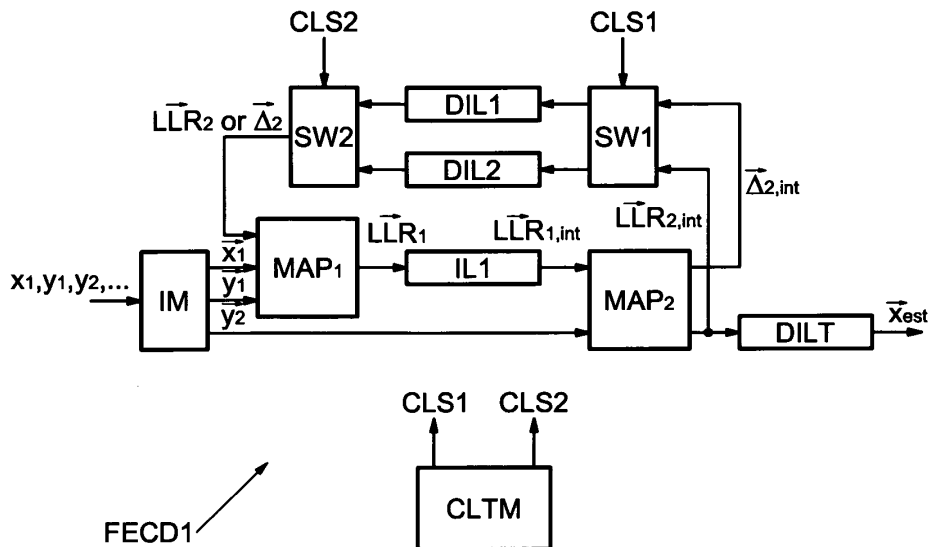 CLS2 CLS1
DIL1
LLR₂ or Δ₂ SW2 SW1
DIL2
Δ₂,int
LLR₂,int
LLR₁ LLR₁,int
x₁
x₁,y₁,y₂,... IM y₁ MAP₁ IL1 MAP₂
y₂
DILT xest
CLS1 CLS2
CLTM
FECD1